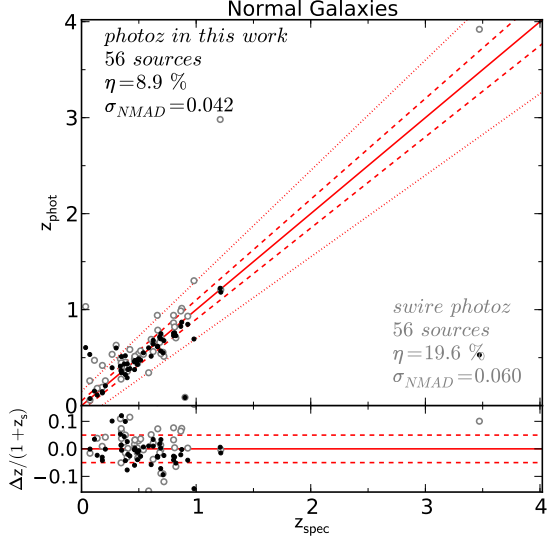 Normal Galaxies
photoz in this work
56 sources
η=8.9 %
σNMAD=0.042
swire photoz
56 sources
η=19.6 %
σNMAD=0.060
zphot
4
3
2
1
0
Δz/(1+zs)
0.1
0.0
−0.1
0 1 2 3 4
zspec